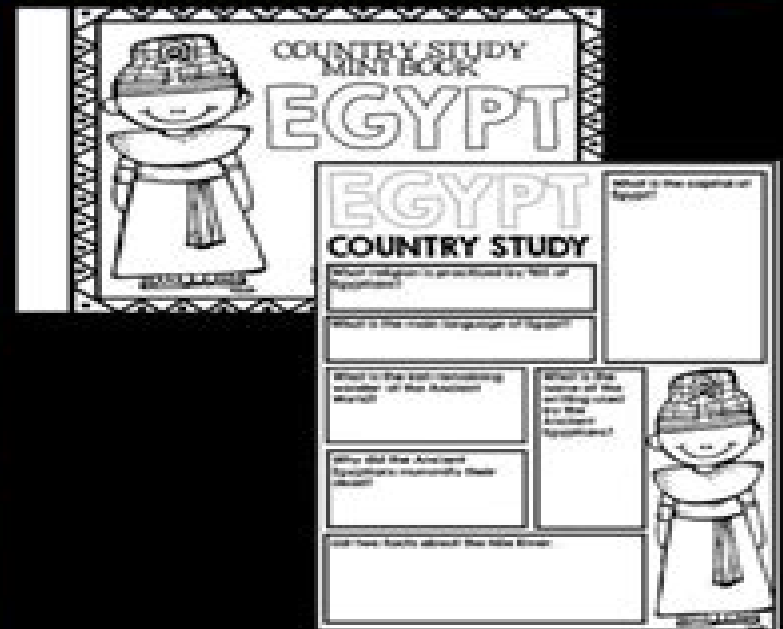 COUNTRY STUDY
MINI BOOK
EGYPT
EGYPT
COUNTRY STUDY
What is the capital of
Egypt?
What religion is practiced by 90% of
Egyptians?
What is the main language of Egypt?
What is the last remaining
wonder of the Ancient
World?
What is the
name of the
writing used
by the
Ancient
Egyptians?
Why did the Ancient
Egyptians mummify their
dead?
List two facts about the Nile River.